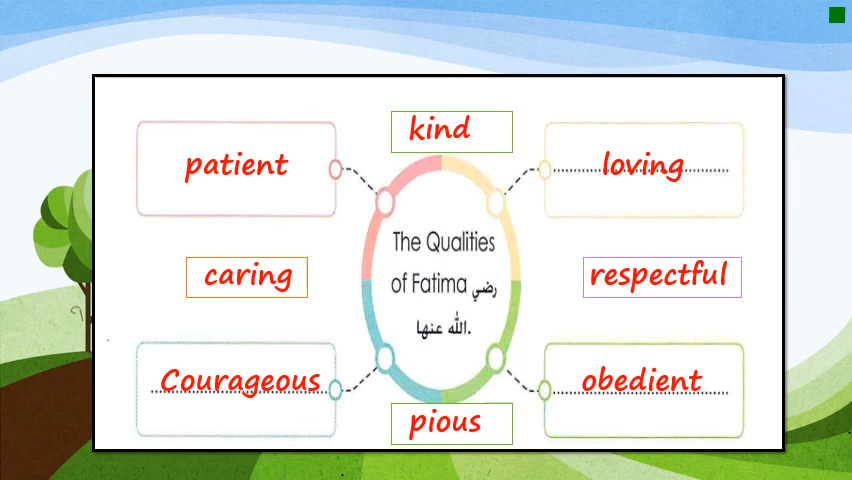 kind
patient
loving
The Qualities
of Fatima رضي
الله عنها.
caring
respectful
Courageous
obedient
pious